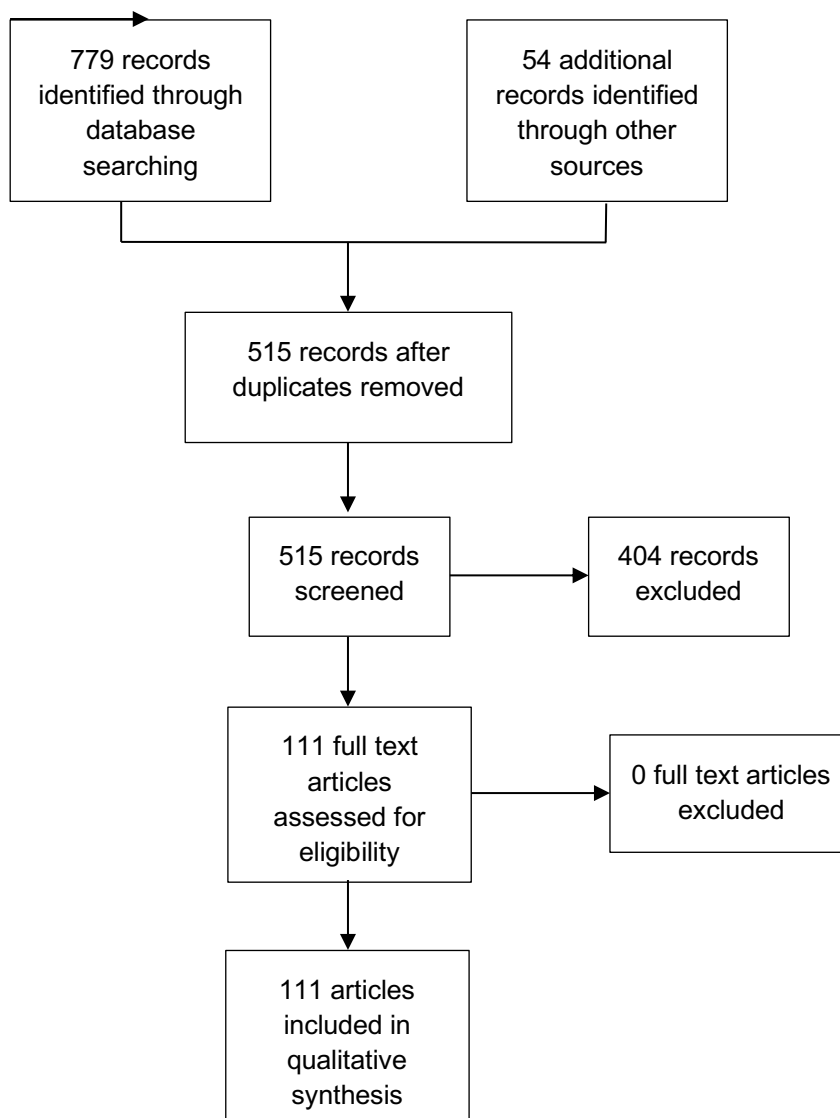 779 records
identified through
database
searching
54 additional
records identified
through other
sources
515 records after
duplicates removed
515 records
screened
404 records
excluded
111 full text
articles
assessed for
eligibility
0 full text articles
excluded
111 articles
included in
qualitative
synthesis